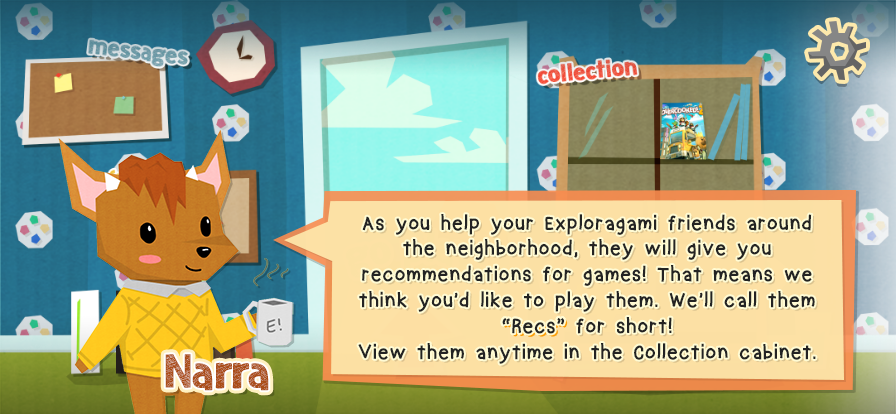 messages
collection
OVERCOOKED!
As you help your Exploragami friends around
the neighborhood, they will give you
recommendations for games! That means we
think you'd like to play them. We'll call them
"Recs" for short!
View them anytime in the Collection cabinet.
E!
Narra